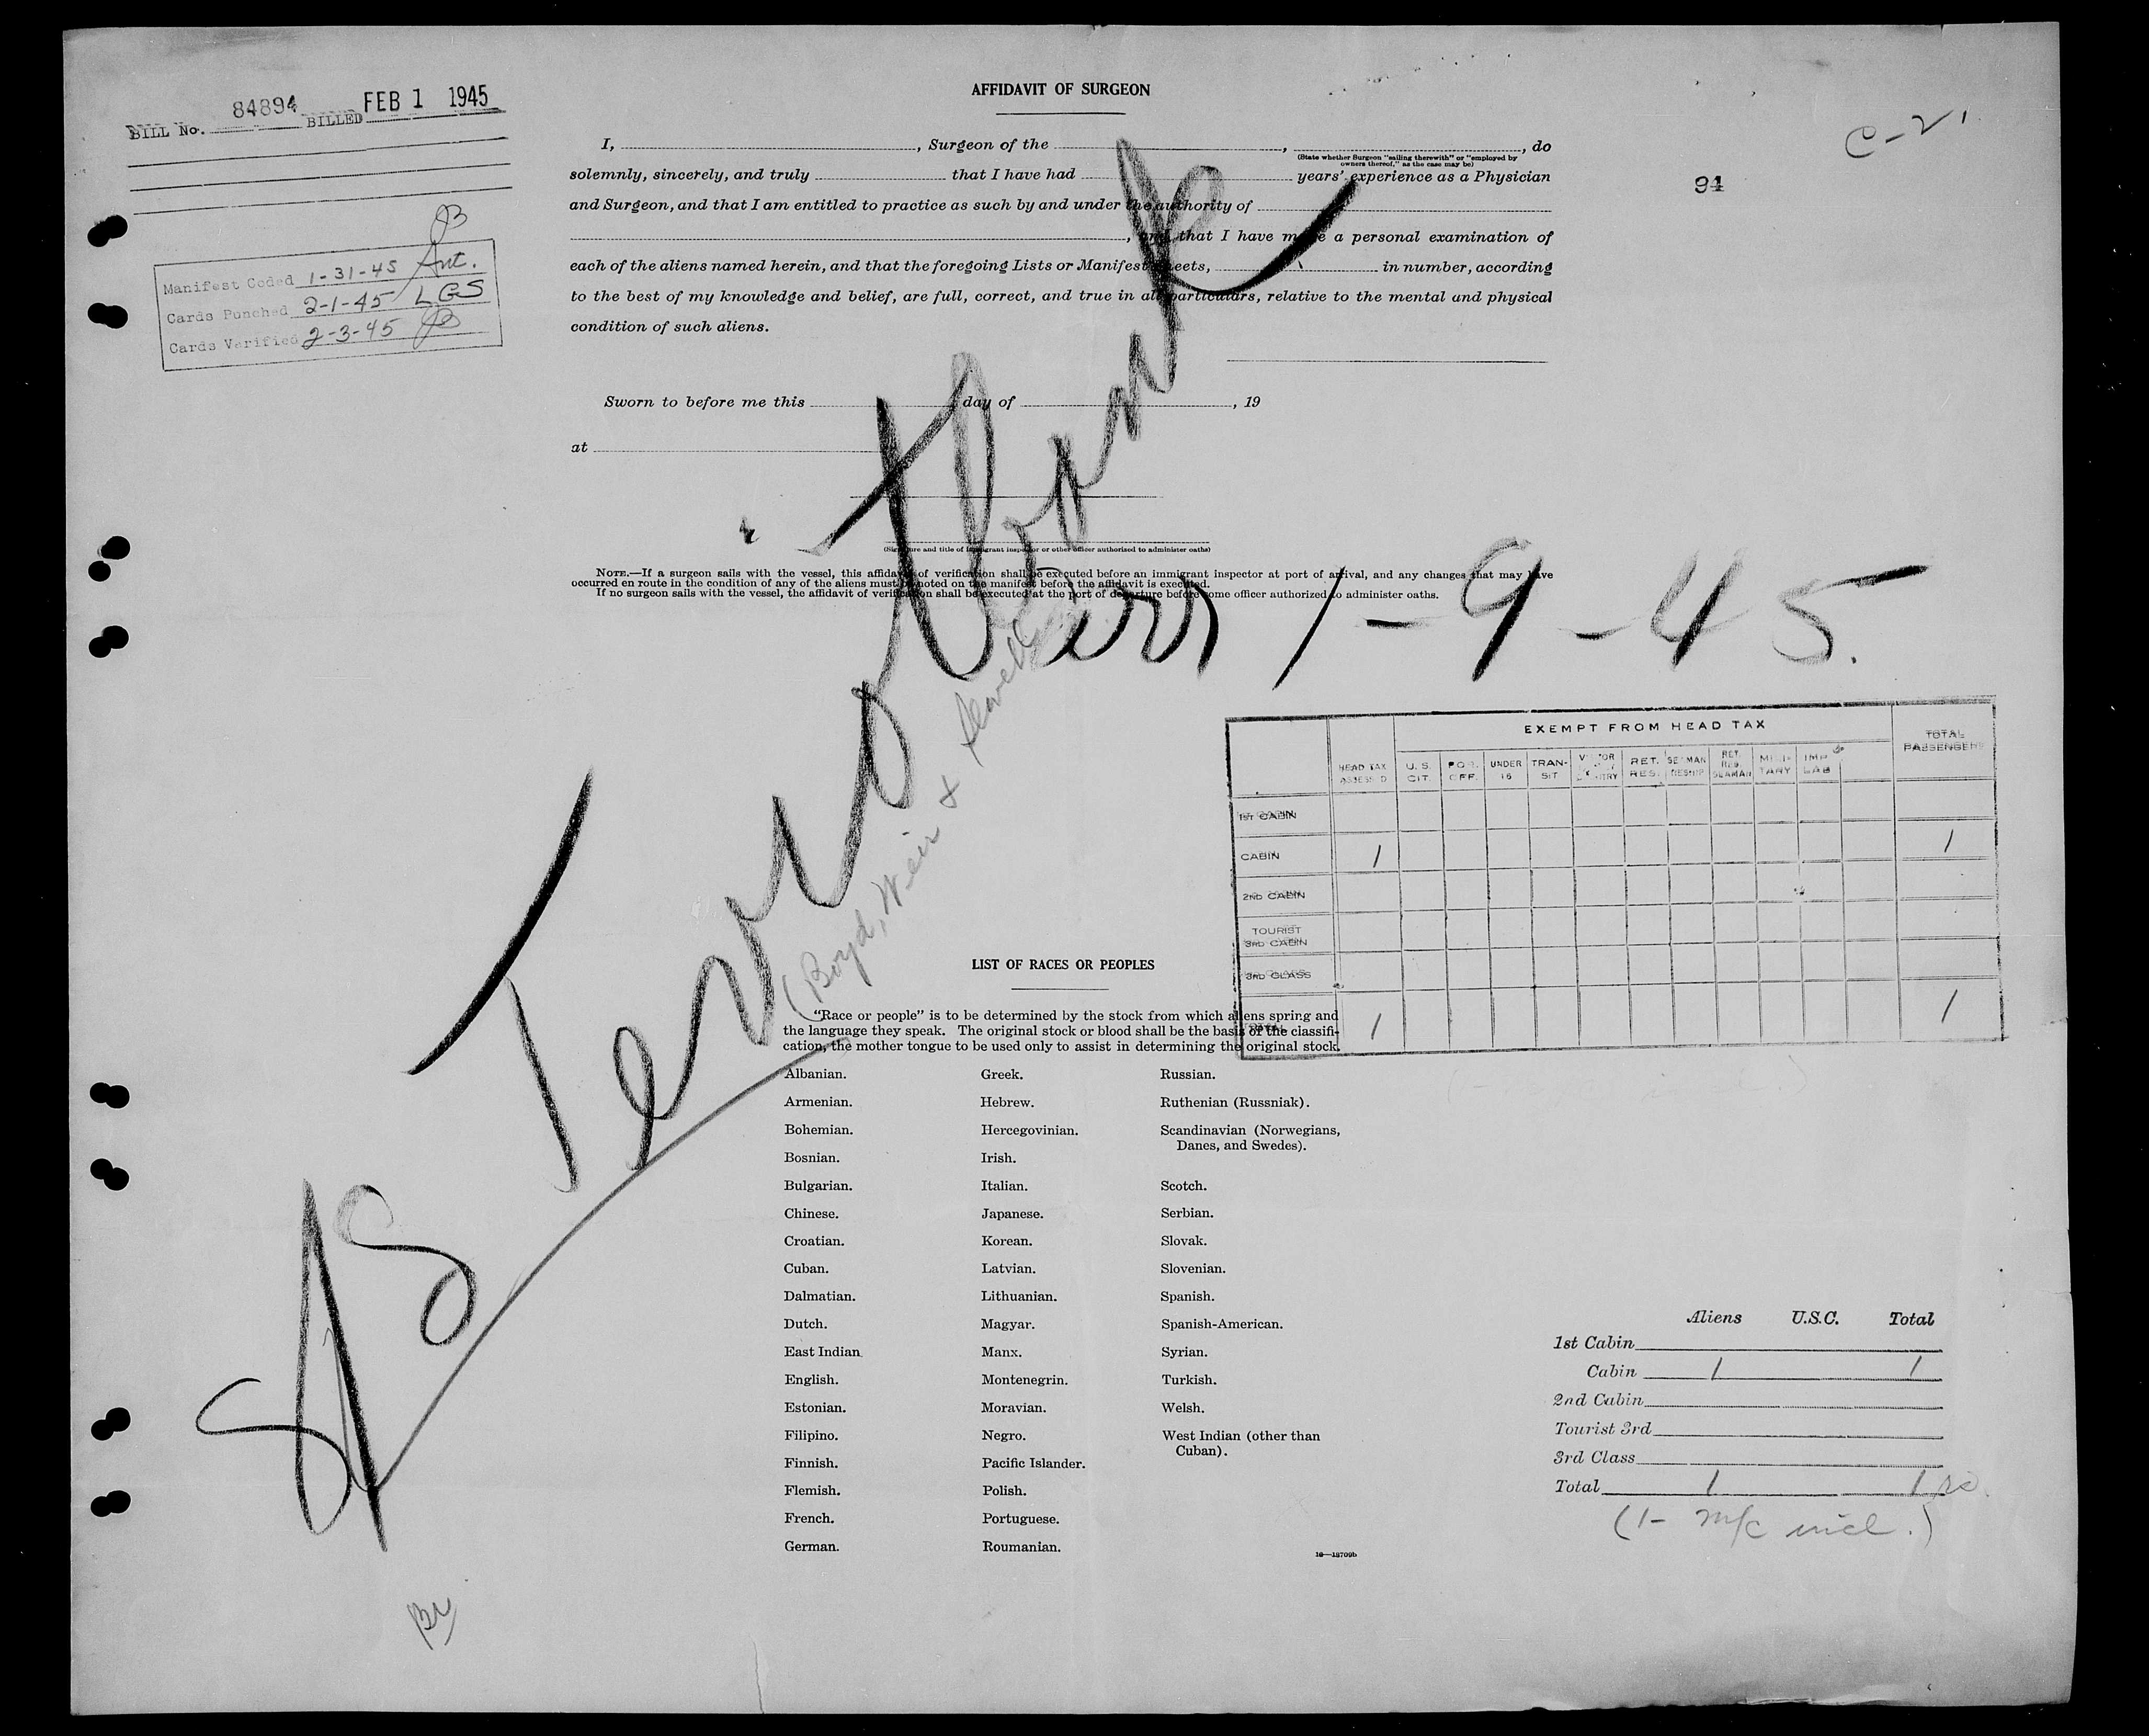 BILL No. 84894 BILLED FEB 1 1945
Manifest Coded 1-31-45
Cards Punched 2-1-45 LGS
Cards Verified 2-3-45
AFFIDAVIT OF SURGEON
C-2,
94
I, , Surgeon of the , , do
(State whether Surgeon "sailing therewith" or "employed by
owners thereof," as the case may be)
solemnly, sincerely, and truly that I have had years' experience as a Physician
and Surgeon, and that I am entitled to practice as such by and under the authority of
, and that I have made a personal examination of
each of the aliens named herein, and that the foregoing Lists or Manifest Sheets, in number, according
to the best of my knowledge and belief, are full, correct, and true in all particulars, relative to the mental and physical
condition of such aliens.
Sworn to before me this day of , 19
at
(Signature and title of immigrant inspector or other officer authorized to administer oaths)
NOTE.—If a surgeon sails with the vessel, this affidavit of verification shall be executed before an immigrant inspector at port of arrival, and any changes that may have
occurred en route in the condition of any of the aliens must be noted on the manifest before the affidavit is executed.
If no surgeon sails with the vessel, the affidavit of verification shall be executed at the port of departure before some officer authorized to administer oaths.
S/S
1-9-45.
(Boyd, Weir & Sewell
EXEMPT FROM HEAD TAX
HEAD TAX ASSESSED U.S. CIT. UNDER 16 TRANSIT RET. RES. MILITARY IMP LAB TOTAL PASSENGERS
1ST CABIN
CABIN 1 1
2ND CABIN
TOURIST
3RD CABIN
3RD CLASS
TOTAL 1 1
LIST OF RACES OR PEOPLES
"Race or people" is to be determined by the stock from which aliens spring and
the language they speak. The original stock or blood shall be the basis of the classifi-
cation, the mother tongue to be used only to assist in determining the original stock.
Albanian. Greek. Russian.
Armenian. Hebrew. Ruthenian (Russniak).
Bohemian. Hercegovinian. Scandinavian (Norwegians,
Danes, and Swedes).
Bosnian. Irish.
Bulgarian. Italian. Scotch.
Chinese. Japanese. Serbian.
Croatian. Korean. Slovak.
Cuban. Latvian. Slovenian.
Dalmatian. Lithuanian. Spanish.
Dutch. Magyar. Spanish-American.
East Indian Manx. Syrian.
English. Montenegrin. Turkish.
Estonian. Moravian. Welsh.
Filipino. Negro. West Indian (other than
Cuban).
Finnish. Pacific Islander.
Flemish. Polish.
French. Portuguese.
German. Roumanian.
16—18709b
Aliens U.S.C. Total
1st Cabin
Cabin 1 1
2nd Cabin
Tourist 3rd
3rd Class
Total 1 1
(1- m/c incl.)